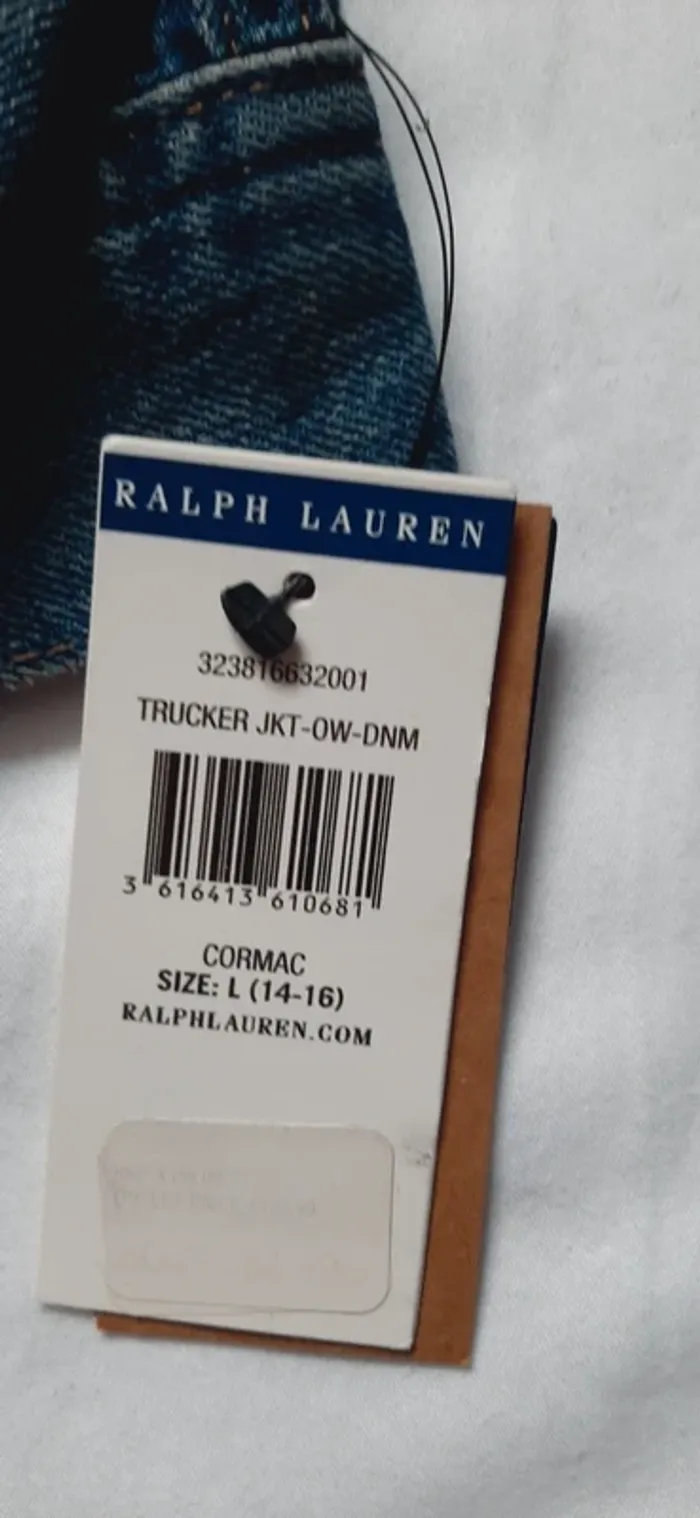 RALPH LAUREN
323816632001
TRUCKER JKT-OW-DNM
3 616413 610681
CORMAC
SIZE: L (14-16)
RALPHLAUREN.COM